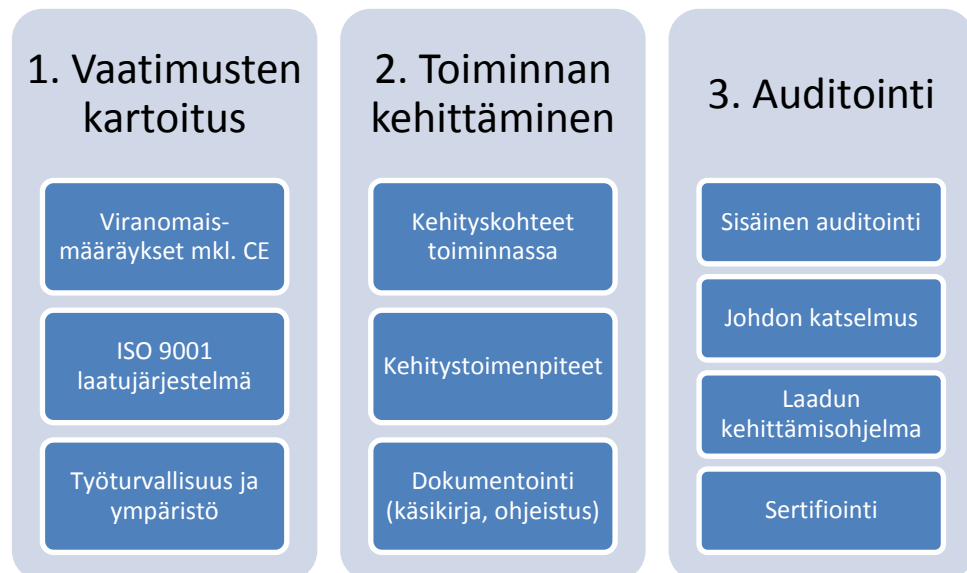 1. Vaatimusten
kartoitus
Viranomais-
määräykset mkl. CE
ISO 9001
laatujärjestelmä
Työturvallisuus ja
ympäristö
2. Toiminnan
kehittäminen
Kehityskohteet
toiminnassa
Kehitystoimenpiteet
Dokumentointi
(käsikirja, ohjeistus)
3. Auditointi
Sisäinen auditointi
Johdon katselmus
Laadun
kehittämisohjelma
Sertifiointi